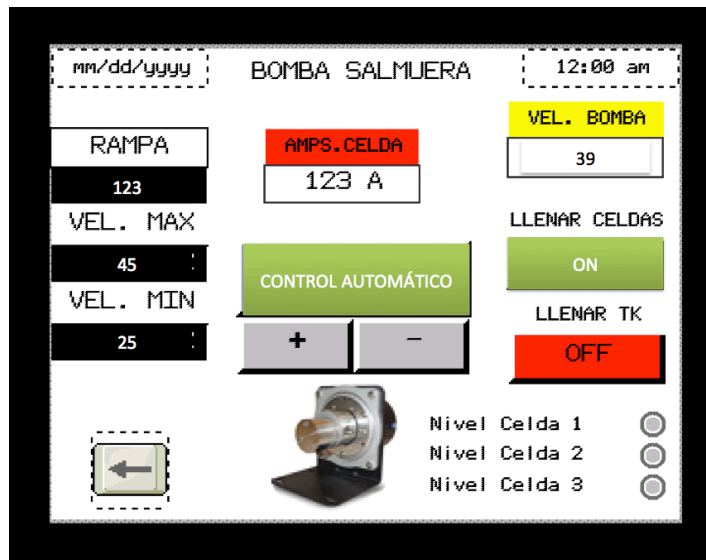 mm/dd/yyyy
BOMBA SALMUERA
12:00 am
RAMPA
123
VEL. MAX
45
VEL. MIN
25
AMPS.CELDA
123 A
CONTROL AUTOMÁTICO
+ -
VEL. BOMBA
39
LLENAR CELDAS
ON
LLENAR TK
OFF
Nivel Celda 1
Nivel Celda 2
Nivel Celda 3